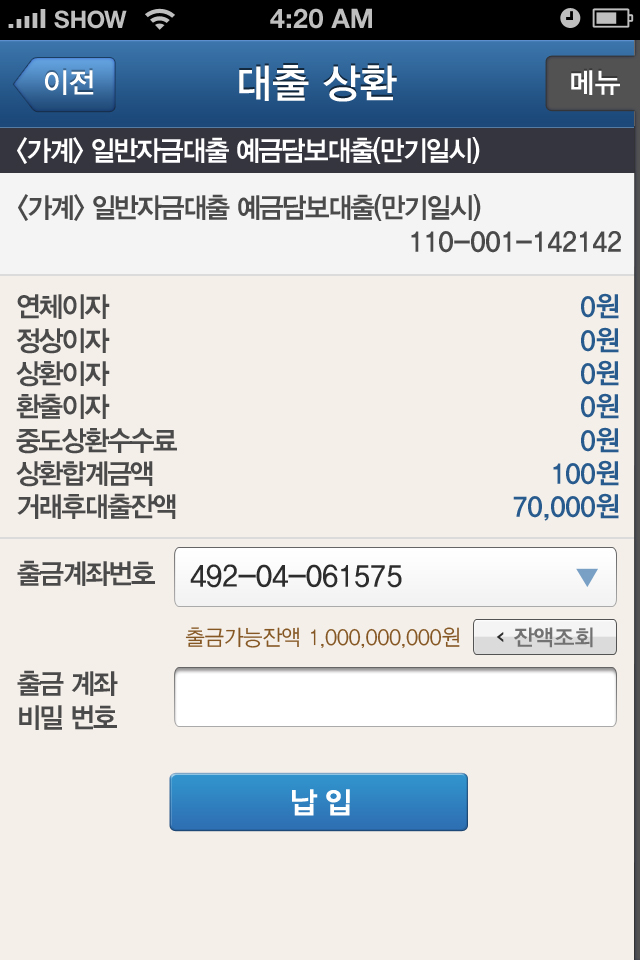 SHOW 4:20 AM
이전 대출 상환 메뉴
<가계> 일반자금대출 예금담보대출(만기일시)
<가계> 일반자금대출 예금담보대출(만기일시)
110-001-142142
연체이자 0원
정상이자 0원
상환이자 0원
환출이자 0원
중도상환수수료 0원
상환합계금액 100원
거래후대출잔액 70,000원
출금계좌번호 492-04-061575
출금가능잔액 1,000,000,000원 < 잔액조회
출금 계좌
비밀 번호
납 입